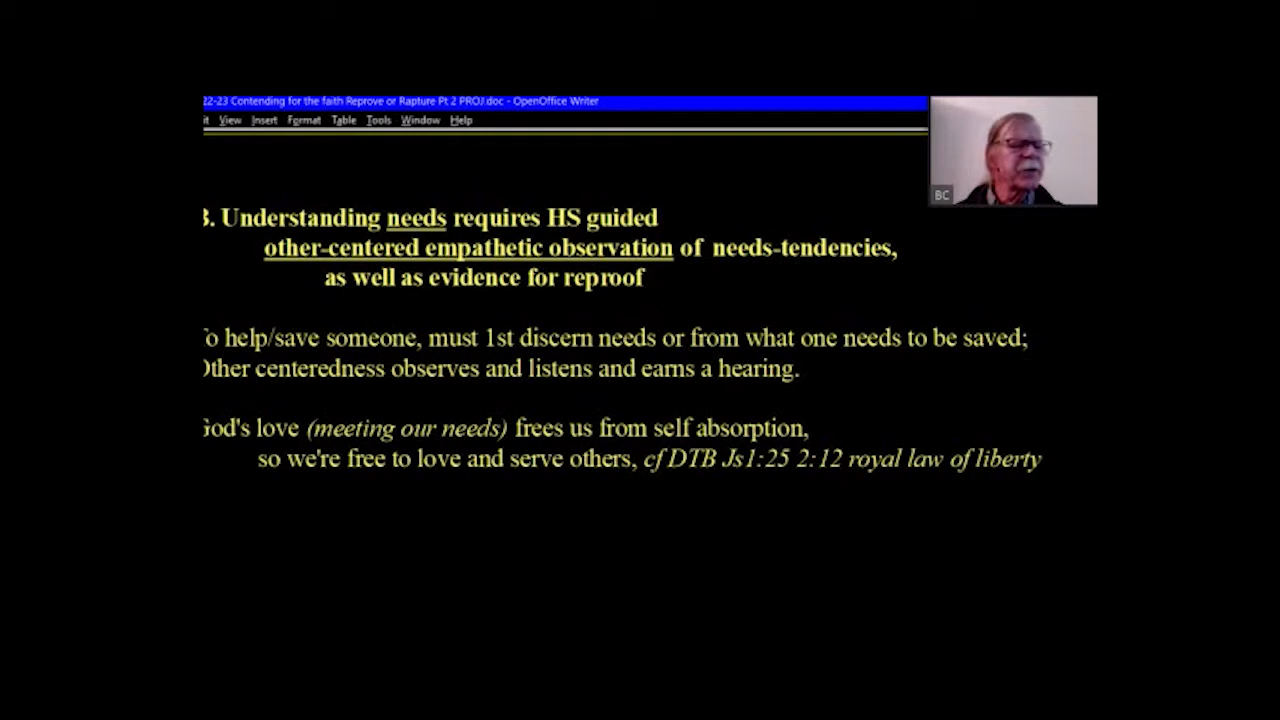 22-23 Contending for the faith Reprove or Rapture Pt 2 PROJ.doc - OpenOffice Writer
it View Insert Format Table Tools Window Help
BC
3. Understanding needs requires HS guided
other-centered empathetic observation of needs-tendencies,
as well as evidence for reproof
To help/save someone, must 1st discern needs or from what one needs to be saved;
Other centeredness observes and listens and earns a hearing.
God's love (meeting our needs) frees us from self absorption,
so we're free to love and serve others, cf DTB Js1:25 2:12 royal law of liberty